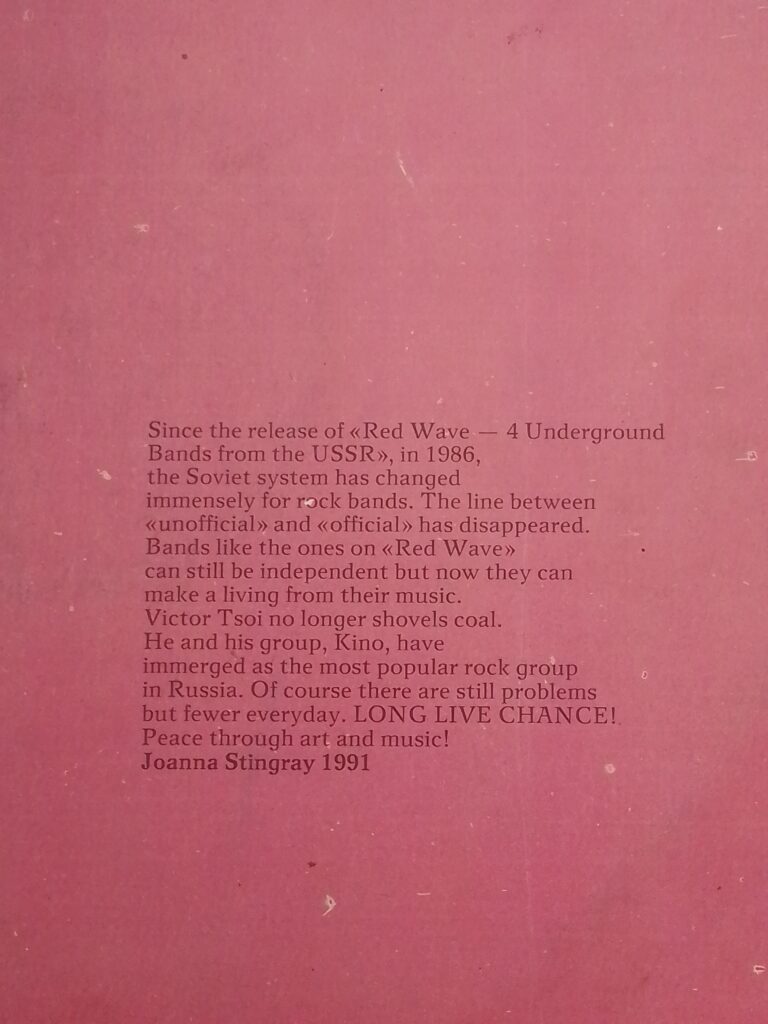 Since the release of «Red Wave — 4 Underground
Bands from the USSR», in 1986,
the Soviet system has changed
immensely for rock bands. The line between
«unofficial» and «official» has disappeared.
Bands like the ones on «Red Wave»
can still be independent but now they can
make a living from their music.
Victor Tsoi no longer shovels coal.
He and his group, Kino, have
immerged as the most popular rock group
in Russia. Of course there are still problems
but fewer everyday. LONG LIVE CHANCE!
Peace through art and music!
Joanna Stingray 1991